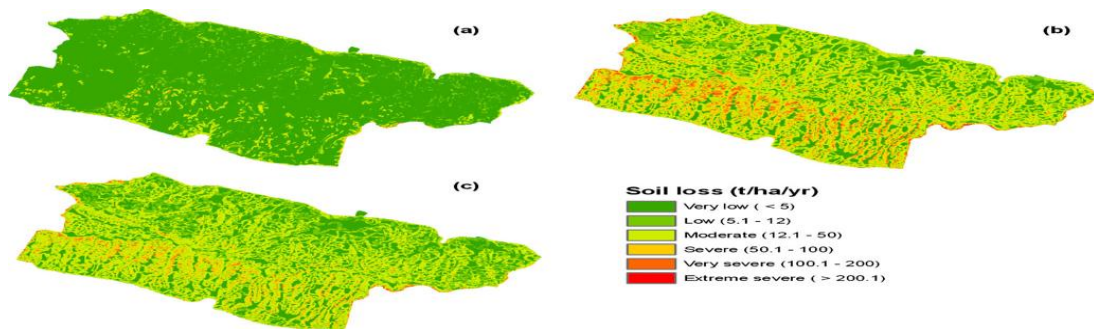 (a)
(b)
(c)
Soil loss (t/ha/yr)
Very low ( < 5)
Low (5.1 - 12)
Moderate (12.1 - 50)
Severe (50.1 - 100)
Very severe (100.1 - 200)
Extreme severe ( > 200.1)